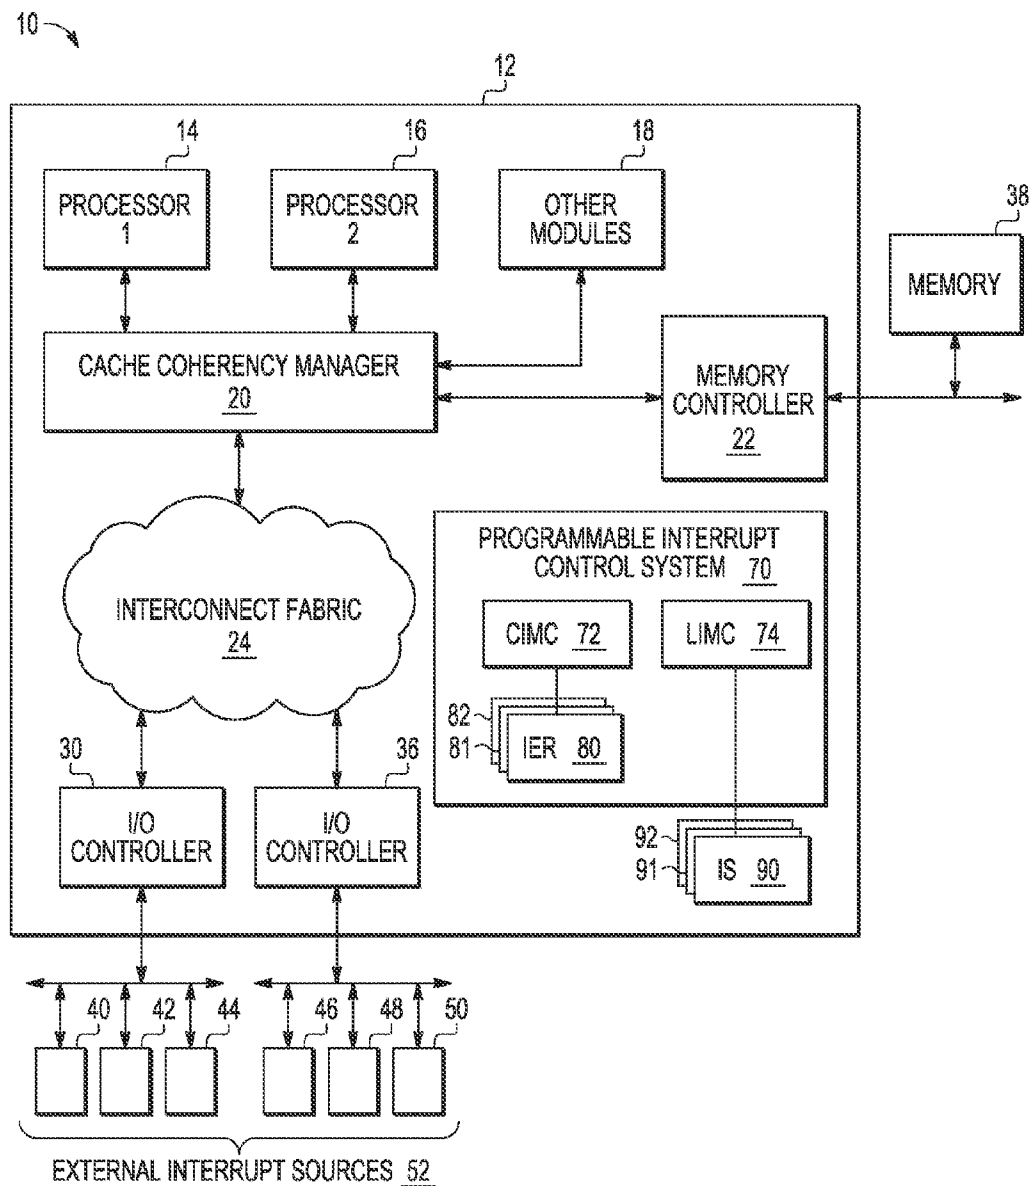 10
12
14
16
18
PROCESSOR
1
PROCESSOR
2
OTHER
MODULES
38
MEMORY
CACHE COHERENCY MANAGER
20
MEMORY
CONTROLLER
22
PROGRAMMABLE INTERRUPT
CONTROL SYSTEM 70
INTERCONNECT FABRIC
24
CIMC 72
LIMC 74
82
81
IER 80
30
36
I/O
CONTROLLER
I/O
CONTROLLER
92
91
IS 90
40
42
44
46
48
50
EXTERNAL INTERRUPT SOURCES 52